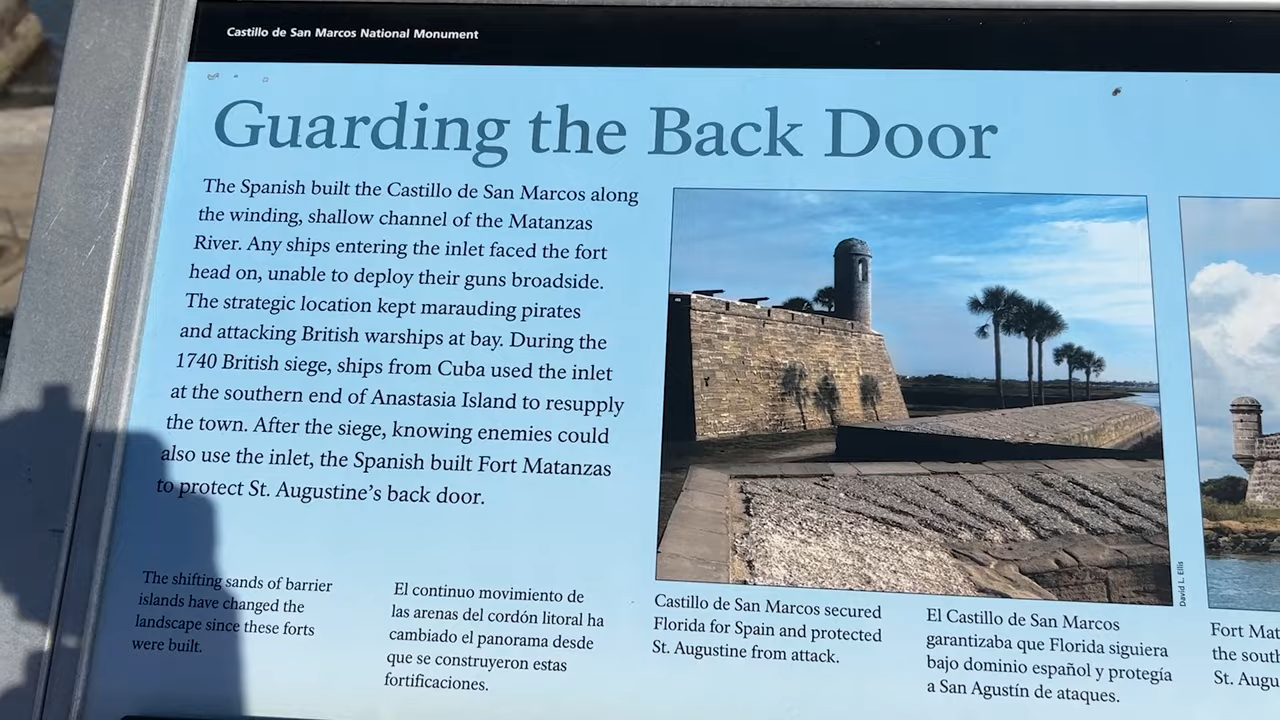 Castillo de San Marcos National Monument
Guarding the Back Door
The Spanish built the Castillo de San Marcos along
the winding, shallow channel of the Matanzas
River. Any ships entering the inlet faced the fort
head on, unable to deploy their guns broadside.
The strategic location kept marauding pirates
and attacking British warships at bay. During the
1740 British siege, ships from Cuba used the inlet
at the southern end of Anastasia Island to resupply
the town. After the siege, knowing enemies could
also use the inlet, the Spanish built Fort Matanzas
to protect St. Augustine's back door.
The shifting sands of barrier
islands have changed the
landscape since these forts
were built.
El continuo movimiento de
las arenas del cordón litoral ha
cambiado el panorama desde
que se construyeron estas
fortificaciones.
David L. Ellis
Castillo de San Marcos secured
Florida for Spain and protected
St. Augustine from attack.
El Castillo de San Marcos
garantizaba que Florida siguiera
bajo dominio español y protegía
a San Agustín de ataques.
Fort Mat
the south
St. Augu